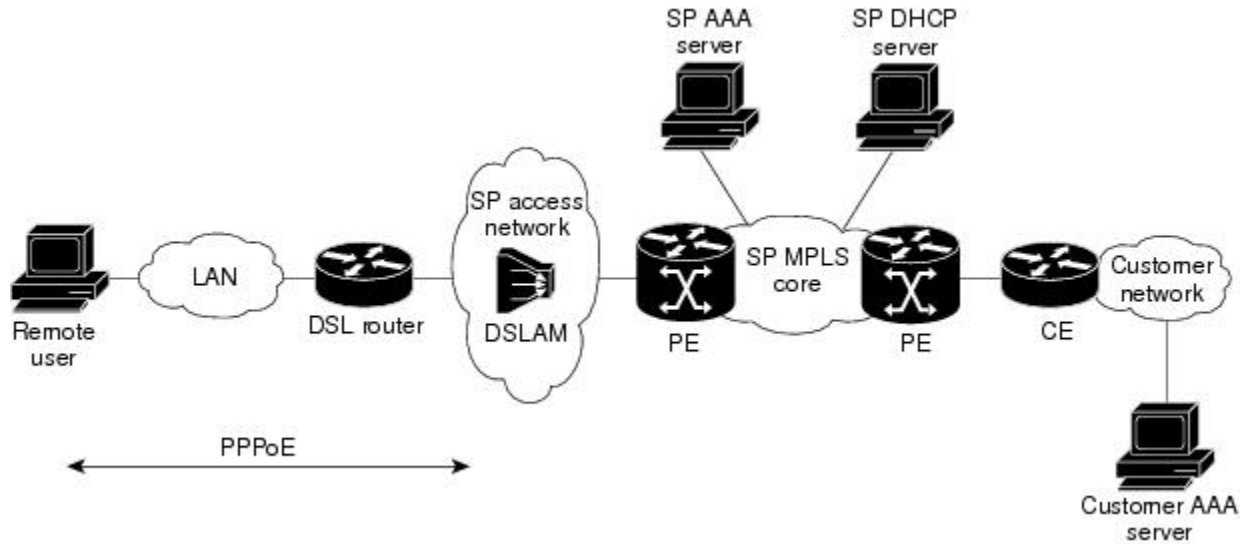 SP AAA
server
SP DHCP
server
SP access
network
LAN
SP MPLS
core
Customer
network
Remote
user
DSL router
DSLAM
PE
PE
CE
PPPoE
Customer AAA
server